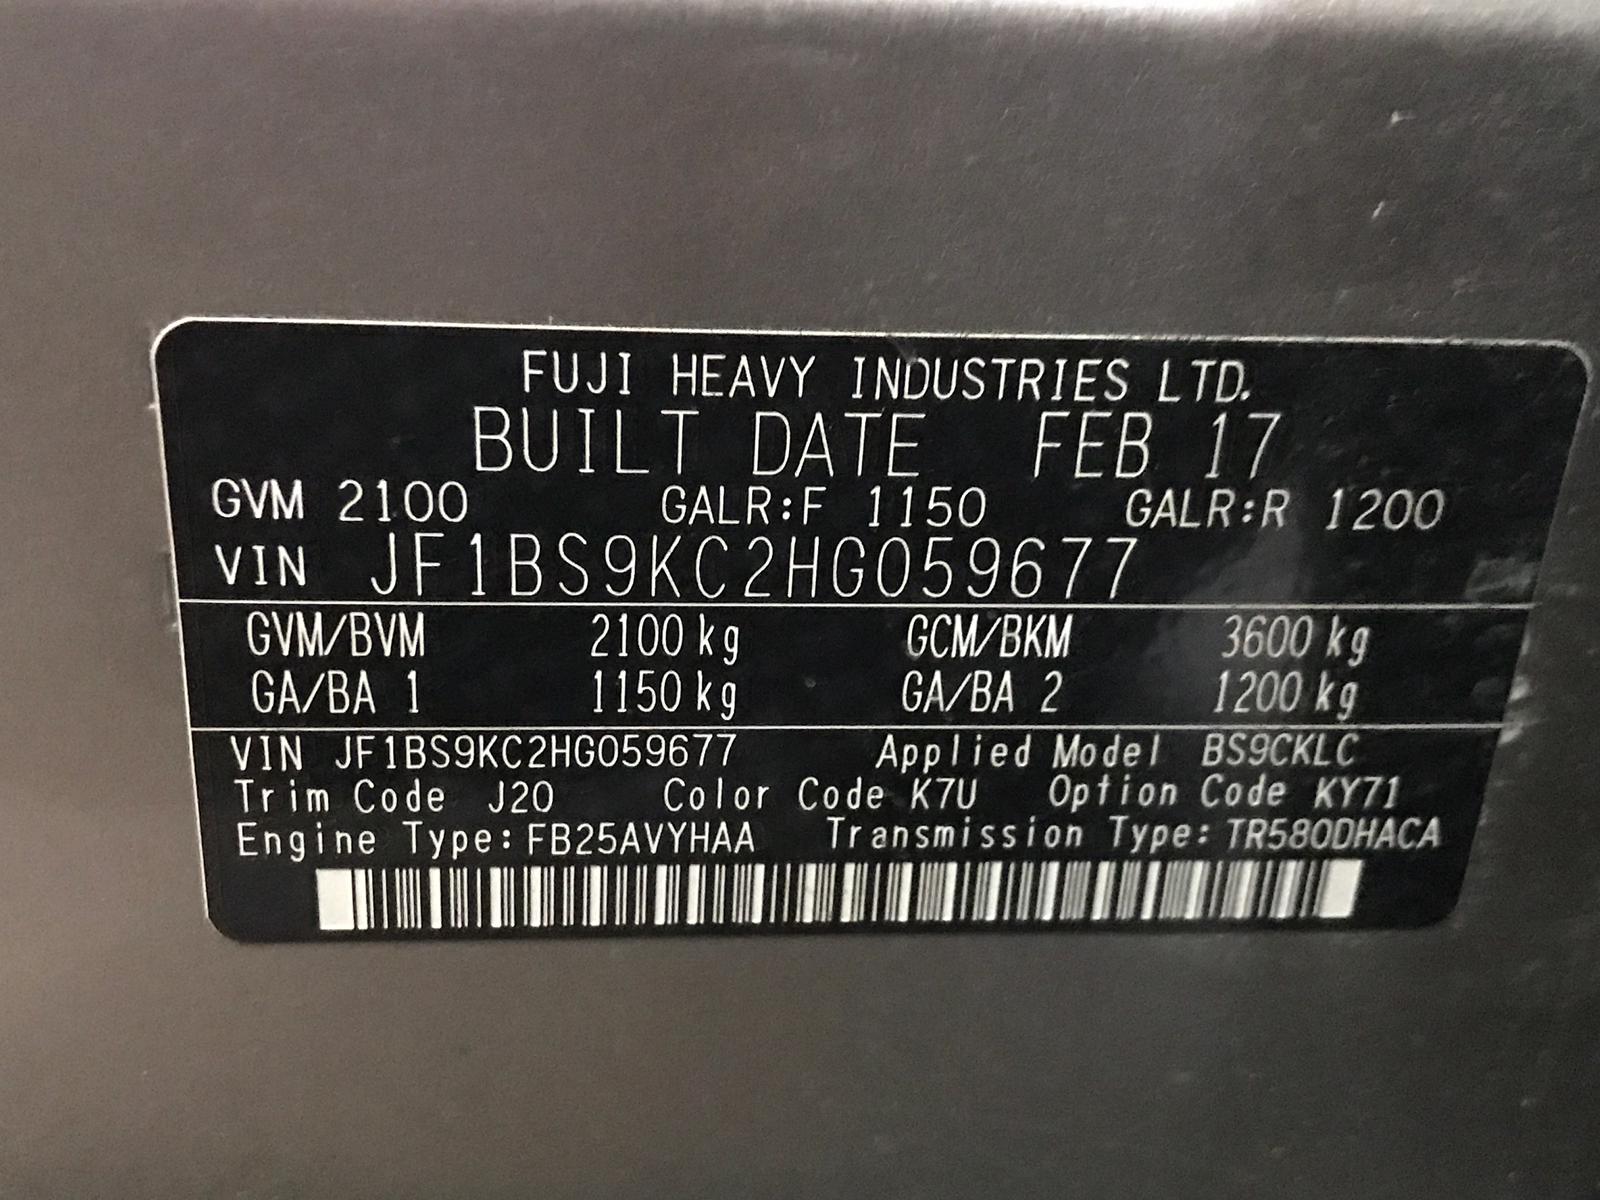 FUJI HEAVY INDUSTRIES LTD.
BUILT DATE FEB 17
GVM 2100 GALR:F 1150 GALR:R 1200
VIN JF1BS9KC2HG059677
GVM/BVM 2100 kg GCM/BKM 3600 kg
GA/BA 1 1150 kg GA/BA 2 1200 kg
VIN JF1BS9KC2HG059677 Applied Model BS9CKLC
Trim Code J20 Color Code K7U Option Code KY71
Engine Type: FB25AVYHAA Transmission Type: TR580DHACA